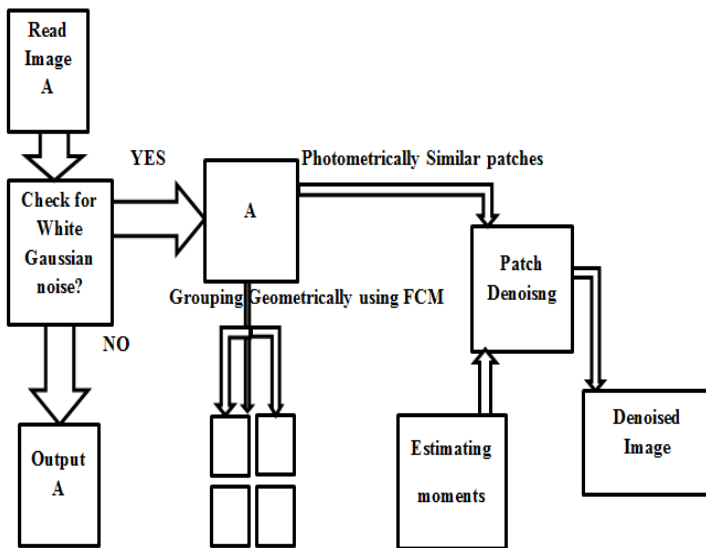 Read
Image
A
YES
Photometrically Similar patches
Check for
White
Gaussian
noise?
A
Patch
Denoisng
Grouping Geometrically using FCM
NO
Output
A
Estimating
moments
Denoised
Image